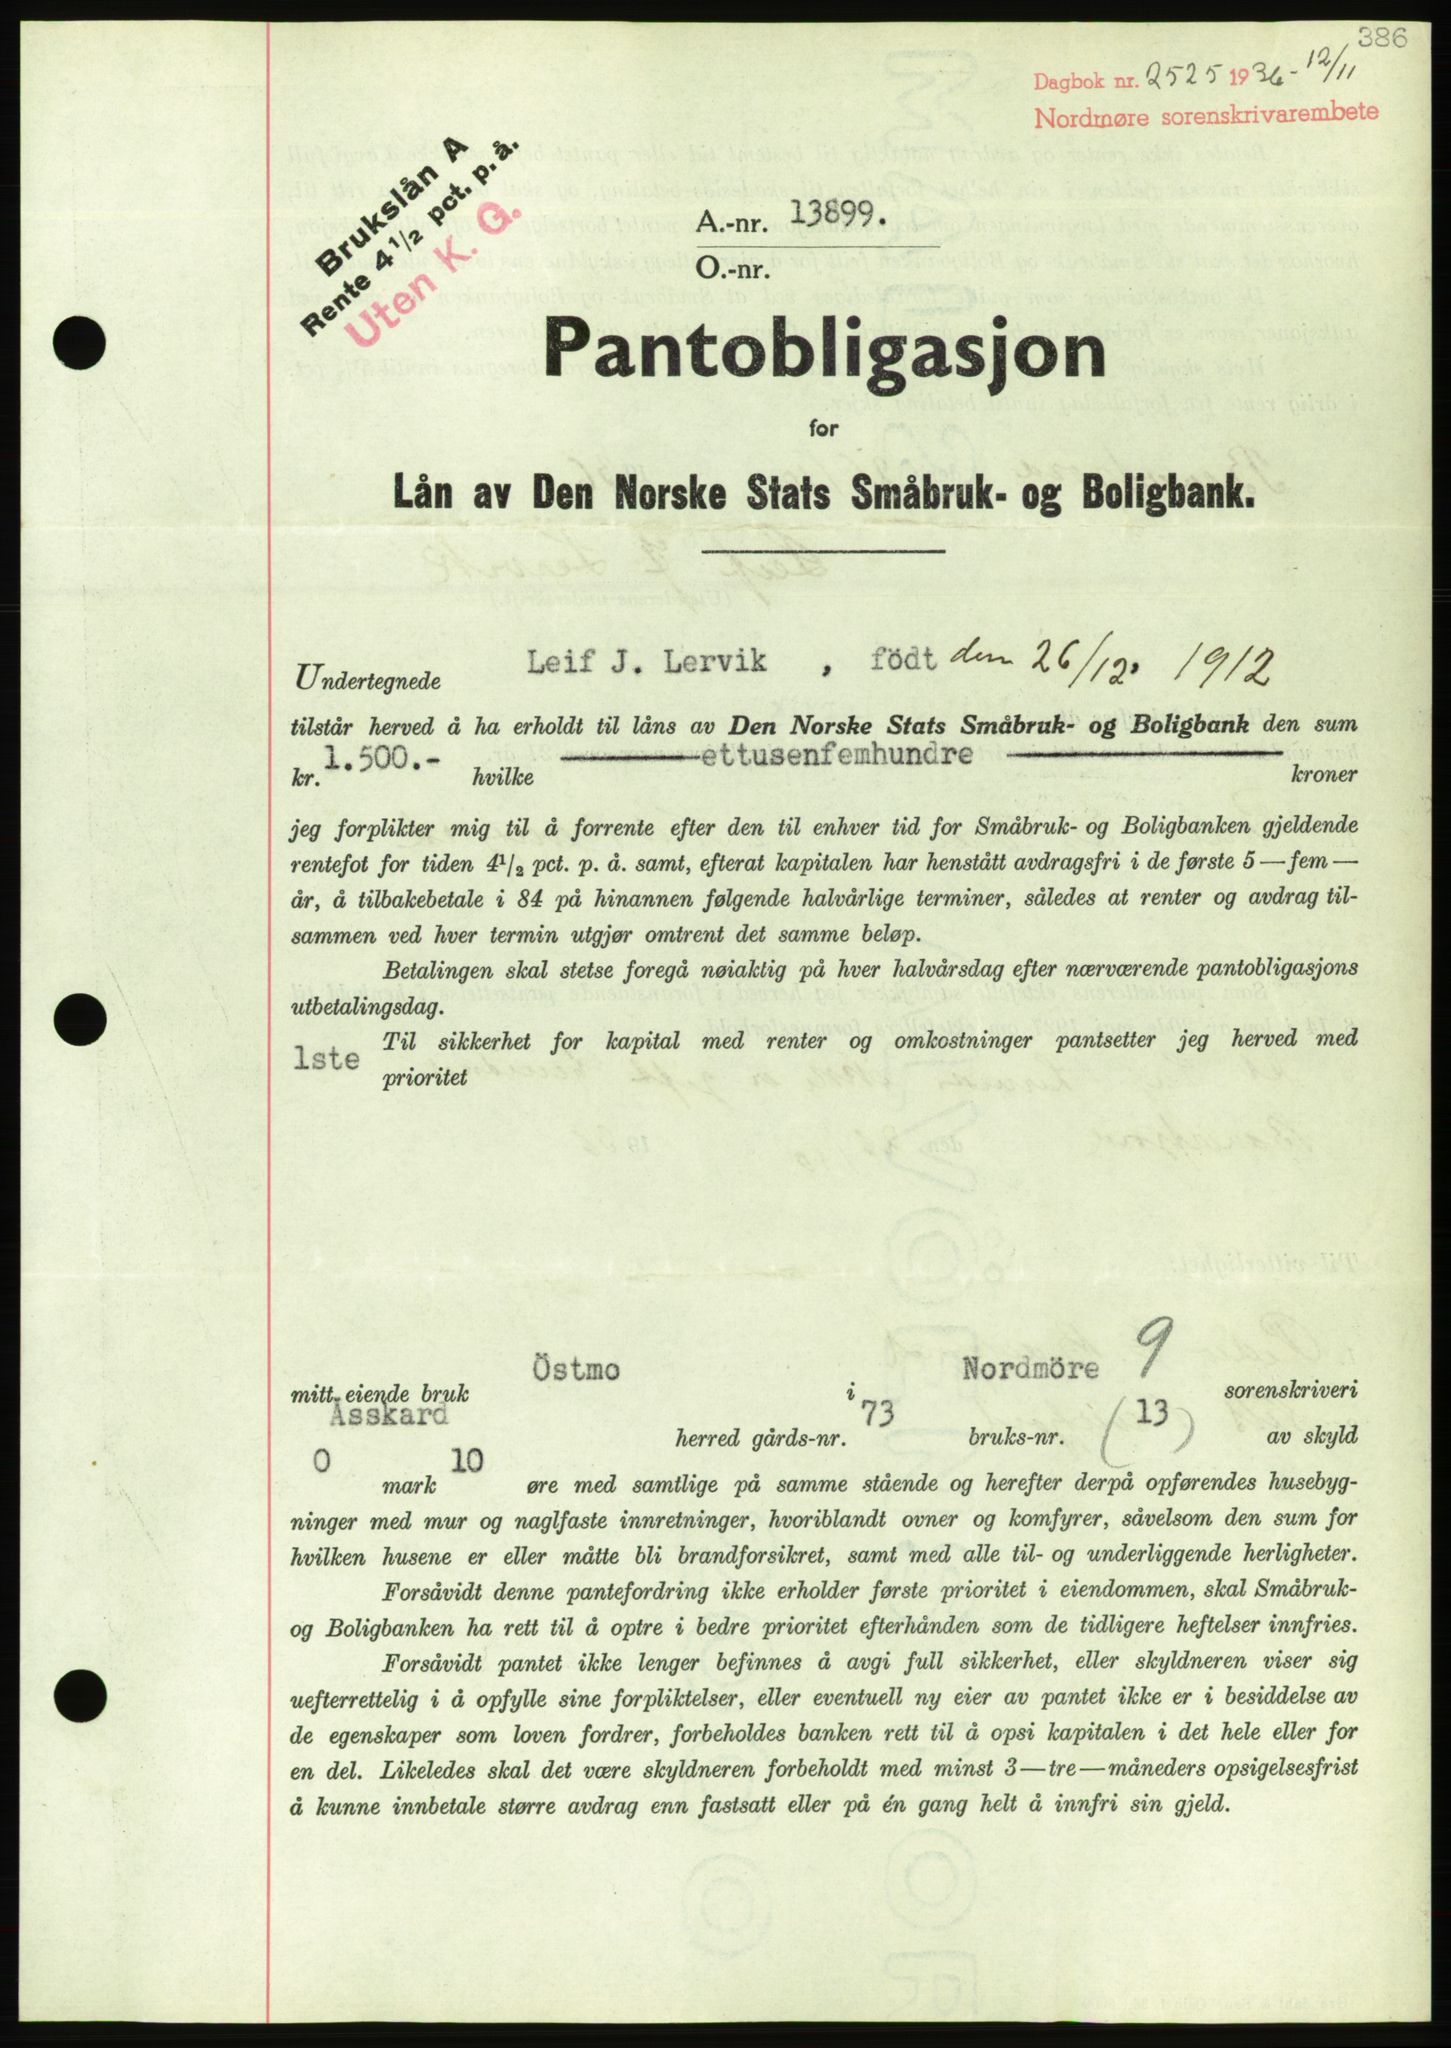 386
Dagbok nr. 2525 1936 - 12/11
Nordmøre sorenskrivarembete
Brukslån A
Rente 4 1/2 pct. p. å.
Uten K. G.
A.-nr. 13899.
O.-nr.
Pantobligasjon
for
Lån av Den Norske Stats Småbruk- og Boligbank.
Undertegnede Leif J. Lervik , födt den 26/12. 1912
tilstår herved å ha erholdt til låns av Den Norske Stats Småbruk- og Boligbank den sum
kr. 1.500.- hvilke ettusenfemhundre kroner
jeg forplikter mig til å forrente efter den til enhver tid for Småbruk- og Boligbanken gjeldende
rentefot for tiden 4 1/2 pct. p. å. samt, efterat kapitalen har henstått avdragsfri i de første 5 — fem —
år, å tilbakebetale i 84 på hinannen følgende halvårlige terminer, således at renter og avdrag til-
sammen ved hver termin utgjør omtrent det samme beløp.
Betalingen skal stetse foregå nøiaktig på hver halvårsdag efter nærværende pantobligasjons
utbetalingsdag.
Til sikkerhet for kapital med renter og omkostninger pantsetter jeg herved med
1ste prioritet
mitt eiende bruk Östmo i Nordmöre sorenskriveri
Åsskard herred gårds-nr. 73 bruks-nr. 9 (13) av skyld
0 mark 10 øre med samtlige på samme stående og herefter derpå opførendes husebyg-
ninger med mur og naglfaste innretninger, hvoriblandt ovner og komfyrer, såvelsom den sum for
hvilken husene er eller måtte bli brandforsikret, samt med alle til- og underliggende herligheter.
Forsåvidt denne pantefordring ikke erholder første prioritet i eiendommen, skal Småbruk-
og Boligbanken ha rett til å optre i bedre prioritet efterhånden som de tidligere heftelser innfries.
Forsåvidt pantet ikke lenger befinnes å avgi full sikkerhet, eller skyldneren viser sig
uefterrettelig i å opfylle sine forpliktelser, eller eventuell ny eier av pantet ikke er i besiddelse av
de egenskaper som loven fordrer, forbeholdes banken rett til å opsi kapitalen i det hele eller for
en del. Likeledes skal det være skyldneren forbeholdt med minst 3 — tre — måneders opsigelsesfrist
å kunne innbetale større avdrag enn fastsatt eller på én gang helt å innfri sin gjeld.